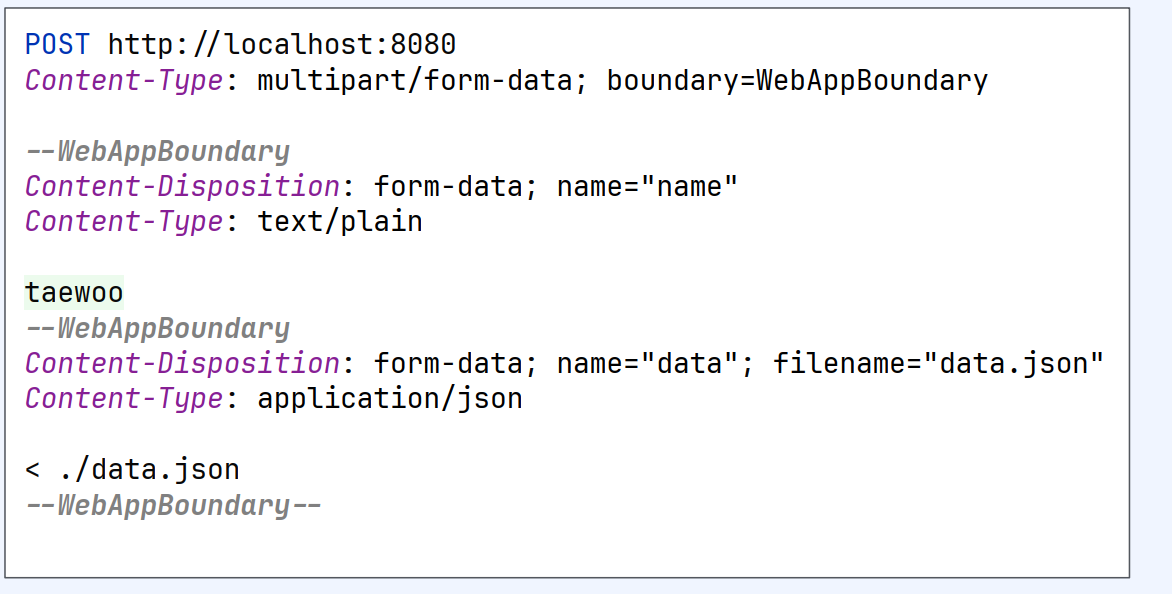 POST http://localhost:8080
Content-Type: multipart/form-data; boundary=WebAppBoundary
--WebAppBoundary
Content-Disposition: form-data; name="name"
Content-Type: text/plain
taewoo
--WebAppBoundary
Content-Disposition: form-data; name="data"; filename="data.json"
Content-Type: application/json
< ./data.json
--WebAppBoundary--